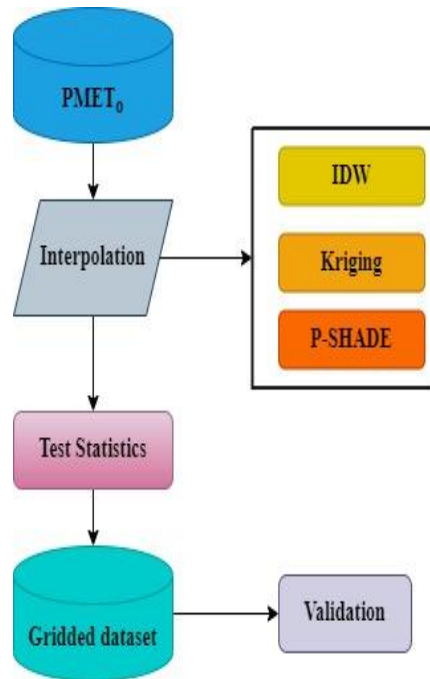 PMET₀
IDW
Interpolation
Kriging
P-SHADE
Test Statistics
Gridded dataset
Validation